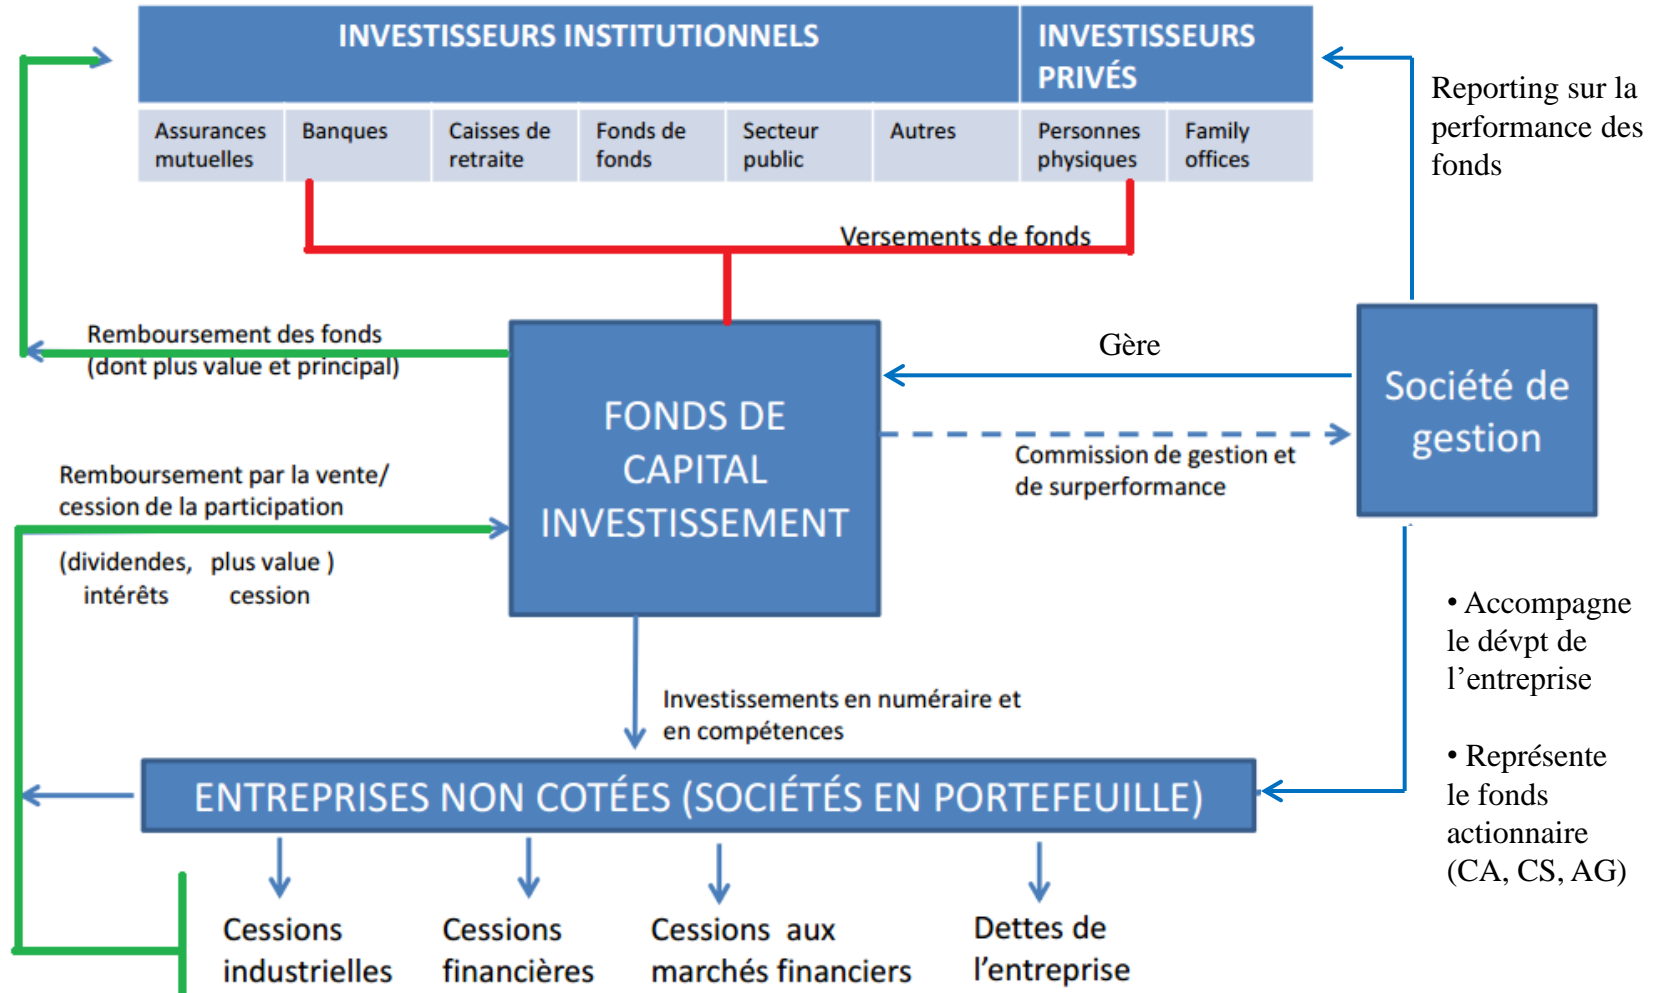 INVESTISSEURS INSTITUTIONNELS
INVESTISSEURS
PRIVÉS
Assurances
mutuelles
Banques
Caisses de
retraite
Fonds de
fonds
Secteur
public
Autres
Personnes
physiques
Family
offices
Reporting sur la
performance des
fonds
Versements de fonds
Remboursement des fonds
(dont plus value et principal)
Gère
FONDS DE
CAPITAL
INVESTISSEMENT
Société de
gestion
Commission de gestion et
de surperformance
Remboursement par la vente/
cession de la participation
(dividendes, plus value )
intérêts cession
• Accompagne
le dévpt de
l’entreprise
• Représente
le fonds
actionnaire
(CA, CS, AG)
Investissements en numéraire et
en compétences
ENTREPRISES NON COTÉES (SOCIÉTÉS EN PORTEFEUILLE)
Cessions
industrielles
Cessions
financières
Cessions aux
marchés financiers
Dettes de
l’entreprise